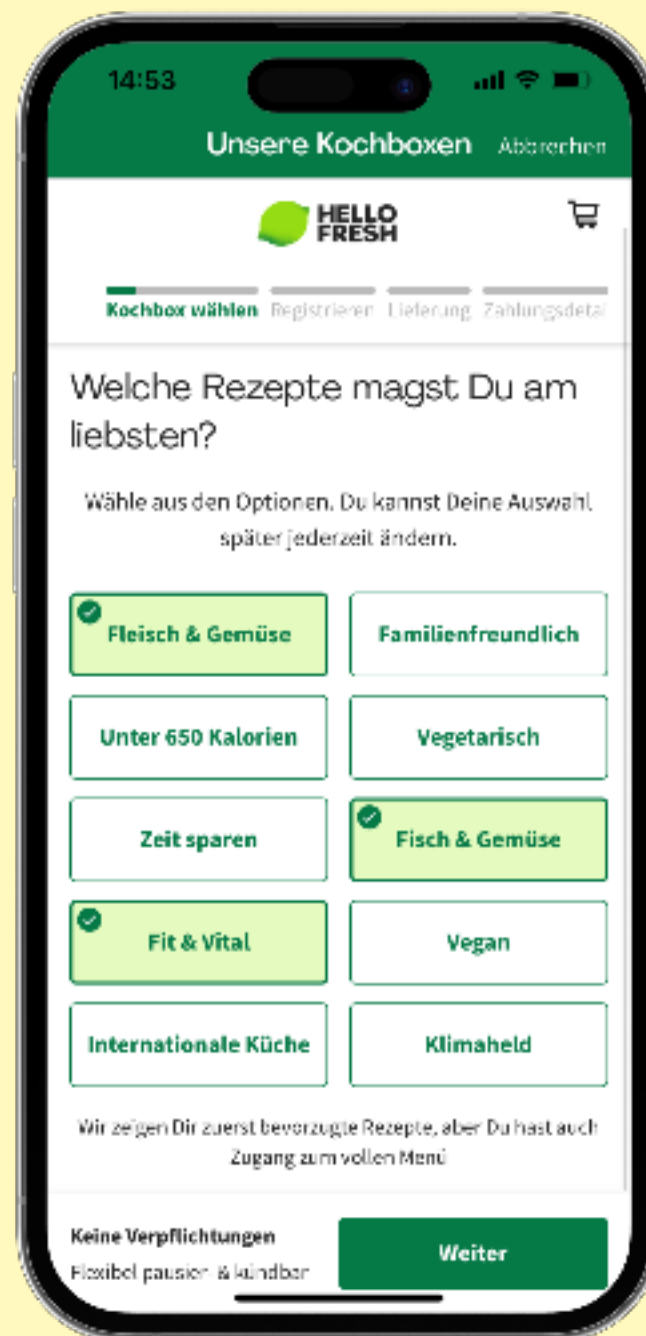 14:53
Unsere Kochboxen Abbrechen
HELLO
FRESH
Kochbox wählen Registrieren Lieferung Zahlungsdetai
Welche Rezepte magst Du am
liebsten?
Wähle aus den Optionen. Du kannst Deine Auswahl
später jederzeit ändern.
Fleisch & Gemüse Familienfreundlich
Unter 650 Kalorien Vegetarisch
Zeit sparen Fisch & Gemüse
Fit & Vital Vegan
Internationale Küche Klimaheld
Wir zeigen Dir zuerst bevorzugte Rezepte, aber Du hast auch
Zugang zum vollen Menü
Keine Verpflichtungen
Weiter
Flexibel pausier- & kündbar